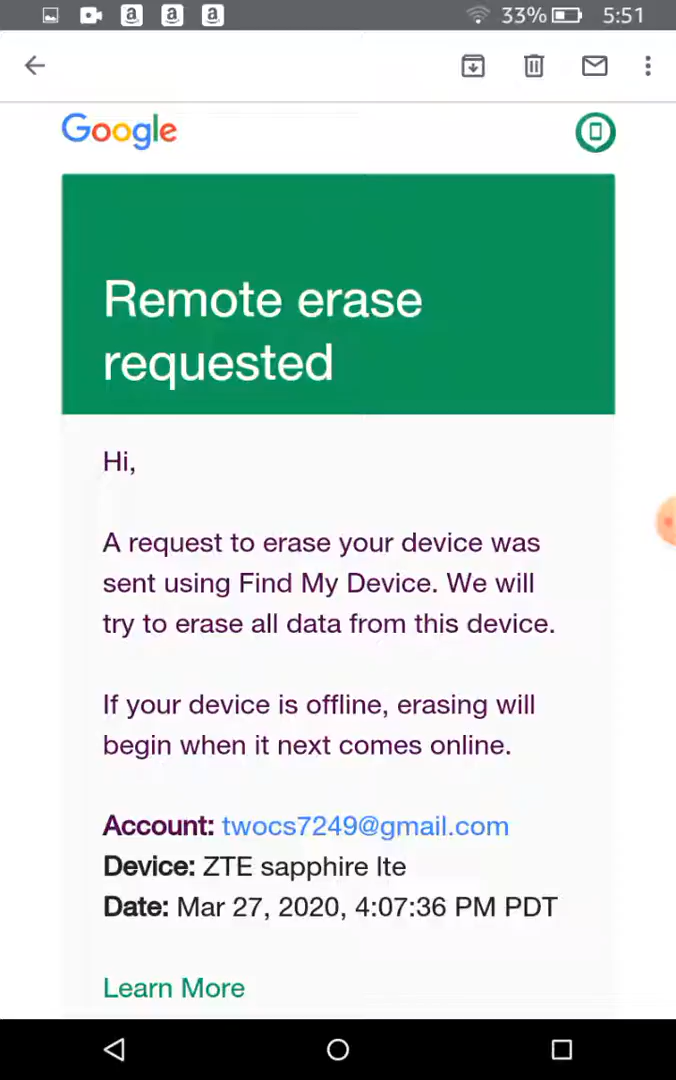 33% 5:51
Google
Remote erase
requested
Hi,
A request to erase your device was
sent using Find My Device. We will
try to erase all data from this device.
If your device is offline, erasing will
begin when it next comes online.
Account: twocs7249@gmail.com
Device: ZTE sapphire lte
Date: Mar 27, 2020, 4:07:36 PM PDT
Learn More